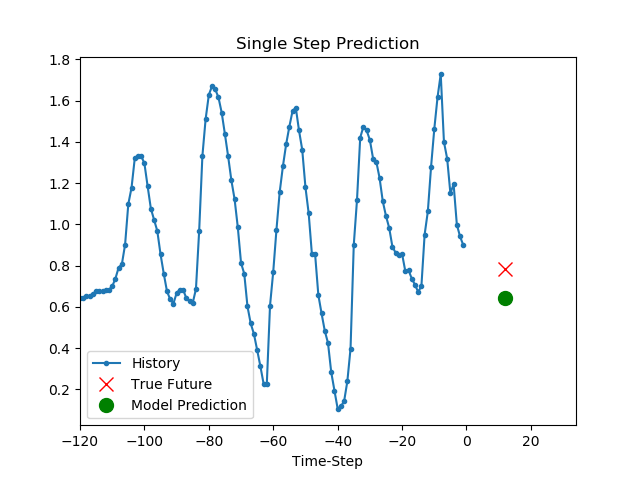 Single Step Prediction
1.8
1.6
1.4
1.2
1.0
0.8
0.6
0.4
0.2
History
True Future
Model Prediction
−120 −100 −80 −60 −40 −20 0 20
Time-Step